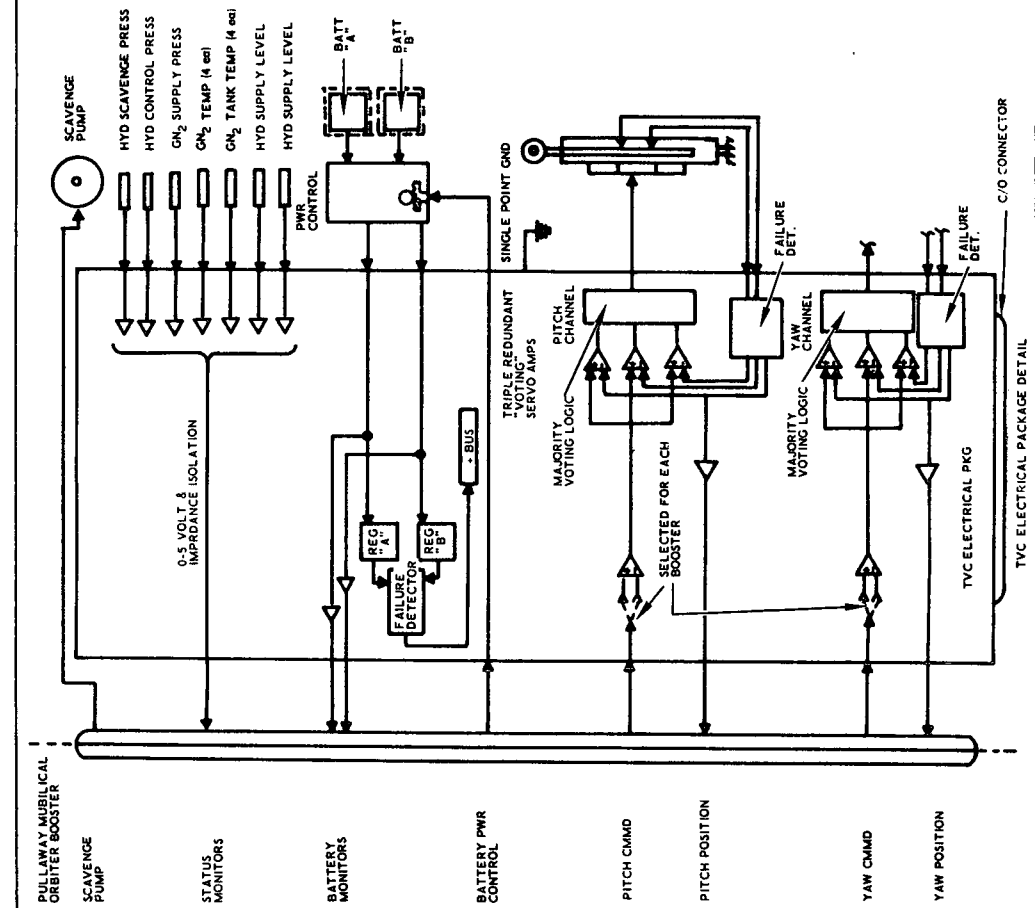 PULLAWAY MUBILICAL
ORBITER BOOSTER
SCAVENGE
PUMP
STATUS
MONITORS
BATTERY
MONITORS
BATTERY PWR
CONTROL
PITCH CMMD
PITCH POSITION
YAW CMMD
YAW POSITION
SCAVENGE
PUMP
HYD SCAVENGE PRESS
HYD CONTROL PRESS
GN2 SUPPLY PRESS
GN2 TEMP (4 ea)
GN2 TANK TEMP (4 ea)
HYD SUPPLY LEVEL
HYD SUPPLY LEVEL
0-5 VOLT &
IMPRDANCE ISOLATION
BATT
"A"
BATT
"B"
PWR
CONTROL
REG
"A"
REG
"B"
FAILURE
DETECTOR
- BUS
SINGLE POINT GND
TRIPLE REDUNDANT
"VOTING"
SERVO AMPS
PITCH
CHANNEL
MAJORITY
VOTING LOGIC
FAILURE
DET.
SELECTED FOR EACH
BOOSTER
YAW
CHANNEL
MAJORITY
VOTING LOGIC
FAILURE
DET.
TVC ELECTRICAL PKG
C/O CONNECTOR
TVC ELECTRICAL PACKAGE DETAIL